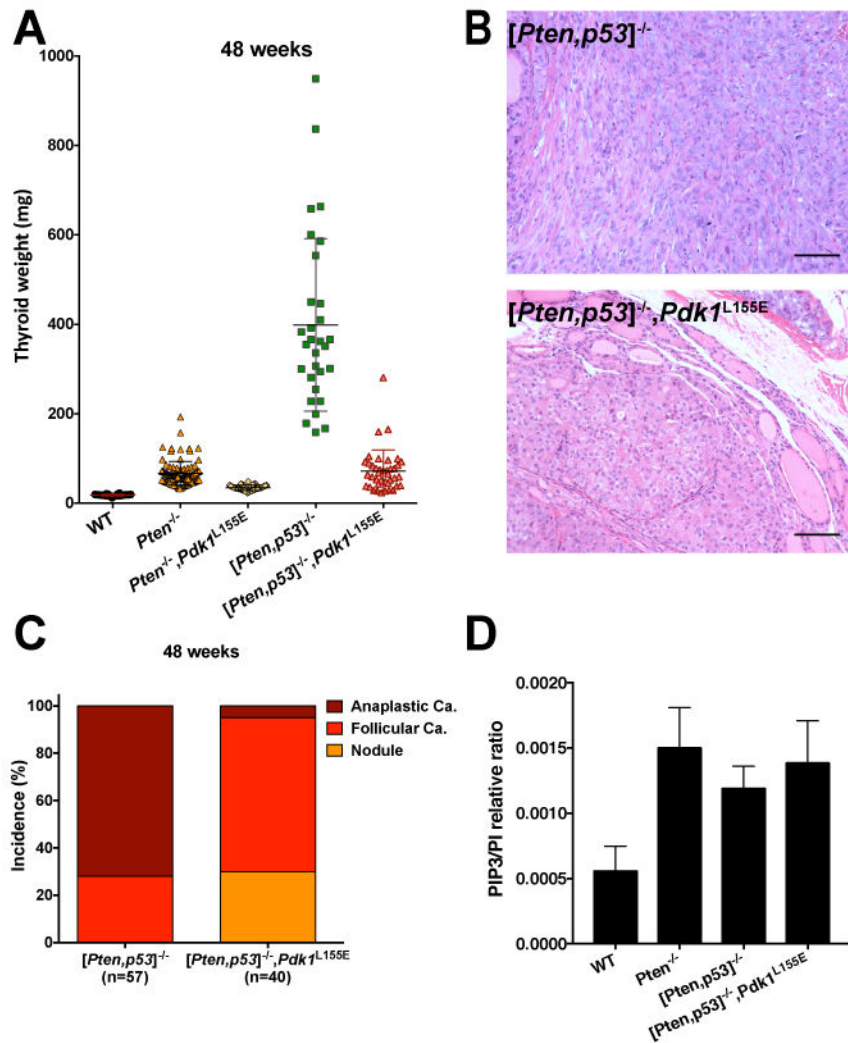 A
48 weeks
Thyroid weight (mg)
1000
800
600
400
200
0
WT
Pten-/-
Pten-/-,Pdk1L155E
[Pten,p53]-/-
[Pten,p53]-/-,Pdk1L155E
B
[Pten,p53]-/-
[Pten,p53]-/-,Pdk1L155E
C
48 weeks
Incidence (%)
100
80
60
40
20
0
Anaplastic Ca.
Follicular Ca.
Nodule
[Pten,p53]-/-
(n=57)
[Pten,p53]-/-,Pdk1L155E
(n=40)
D
PIP3/PI relative ratio
0.0020
0.0015
0.0010
0.0005
0.0000
WT
Pten-/-
[Pten,p53]-/-
[Pten,p53]-/-,Pdk1L155E